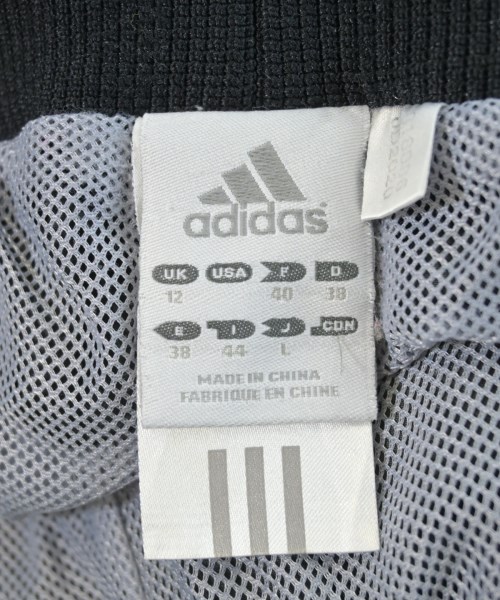 adidas
UK USA F D
12 40 38
E I J CDN
38 44 L
MADE IN CHINA
FABRIQUE EN CHINE